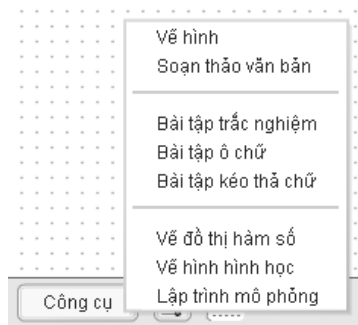 Vẽ hình
Soạn thảo văn bản
Bài tập trắc nghiệm
Bài tập ô chữ
Bài tập kéo thả chữ
Vẽ đồ thị hàm số
Vẽ hình hình học
Lập trình mô phỏng
Công cụ